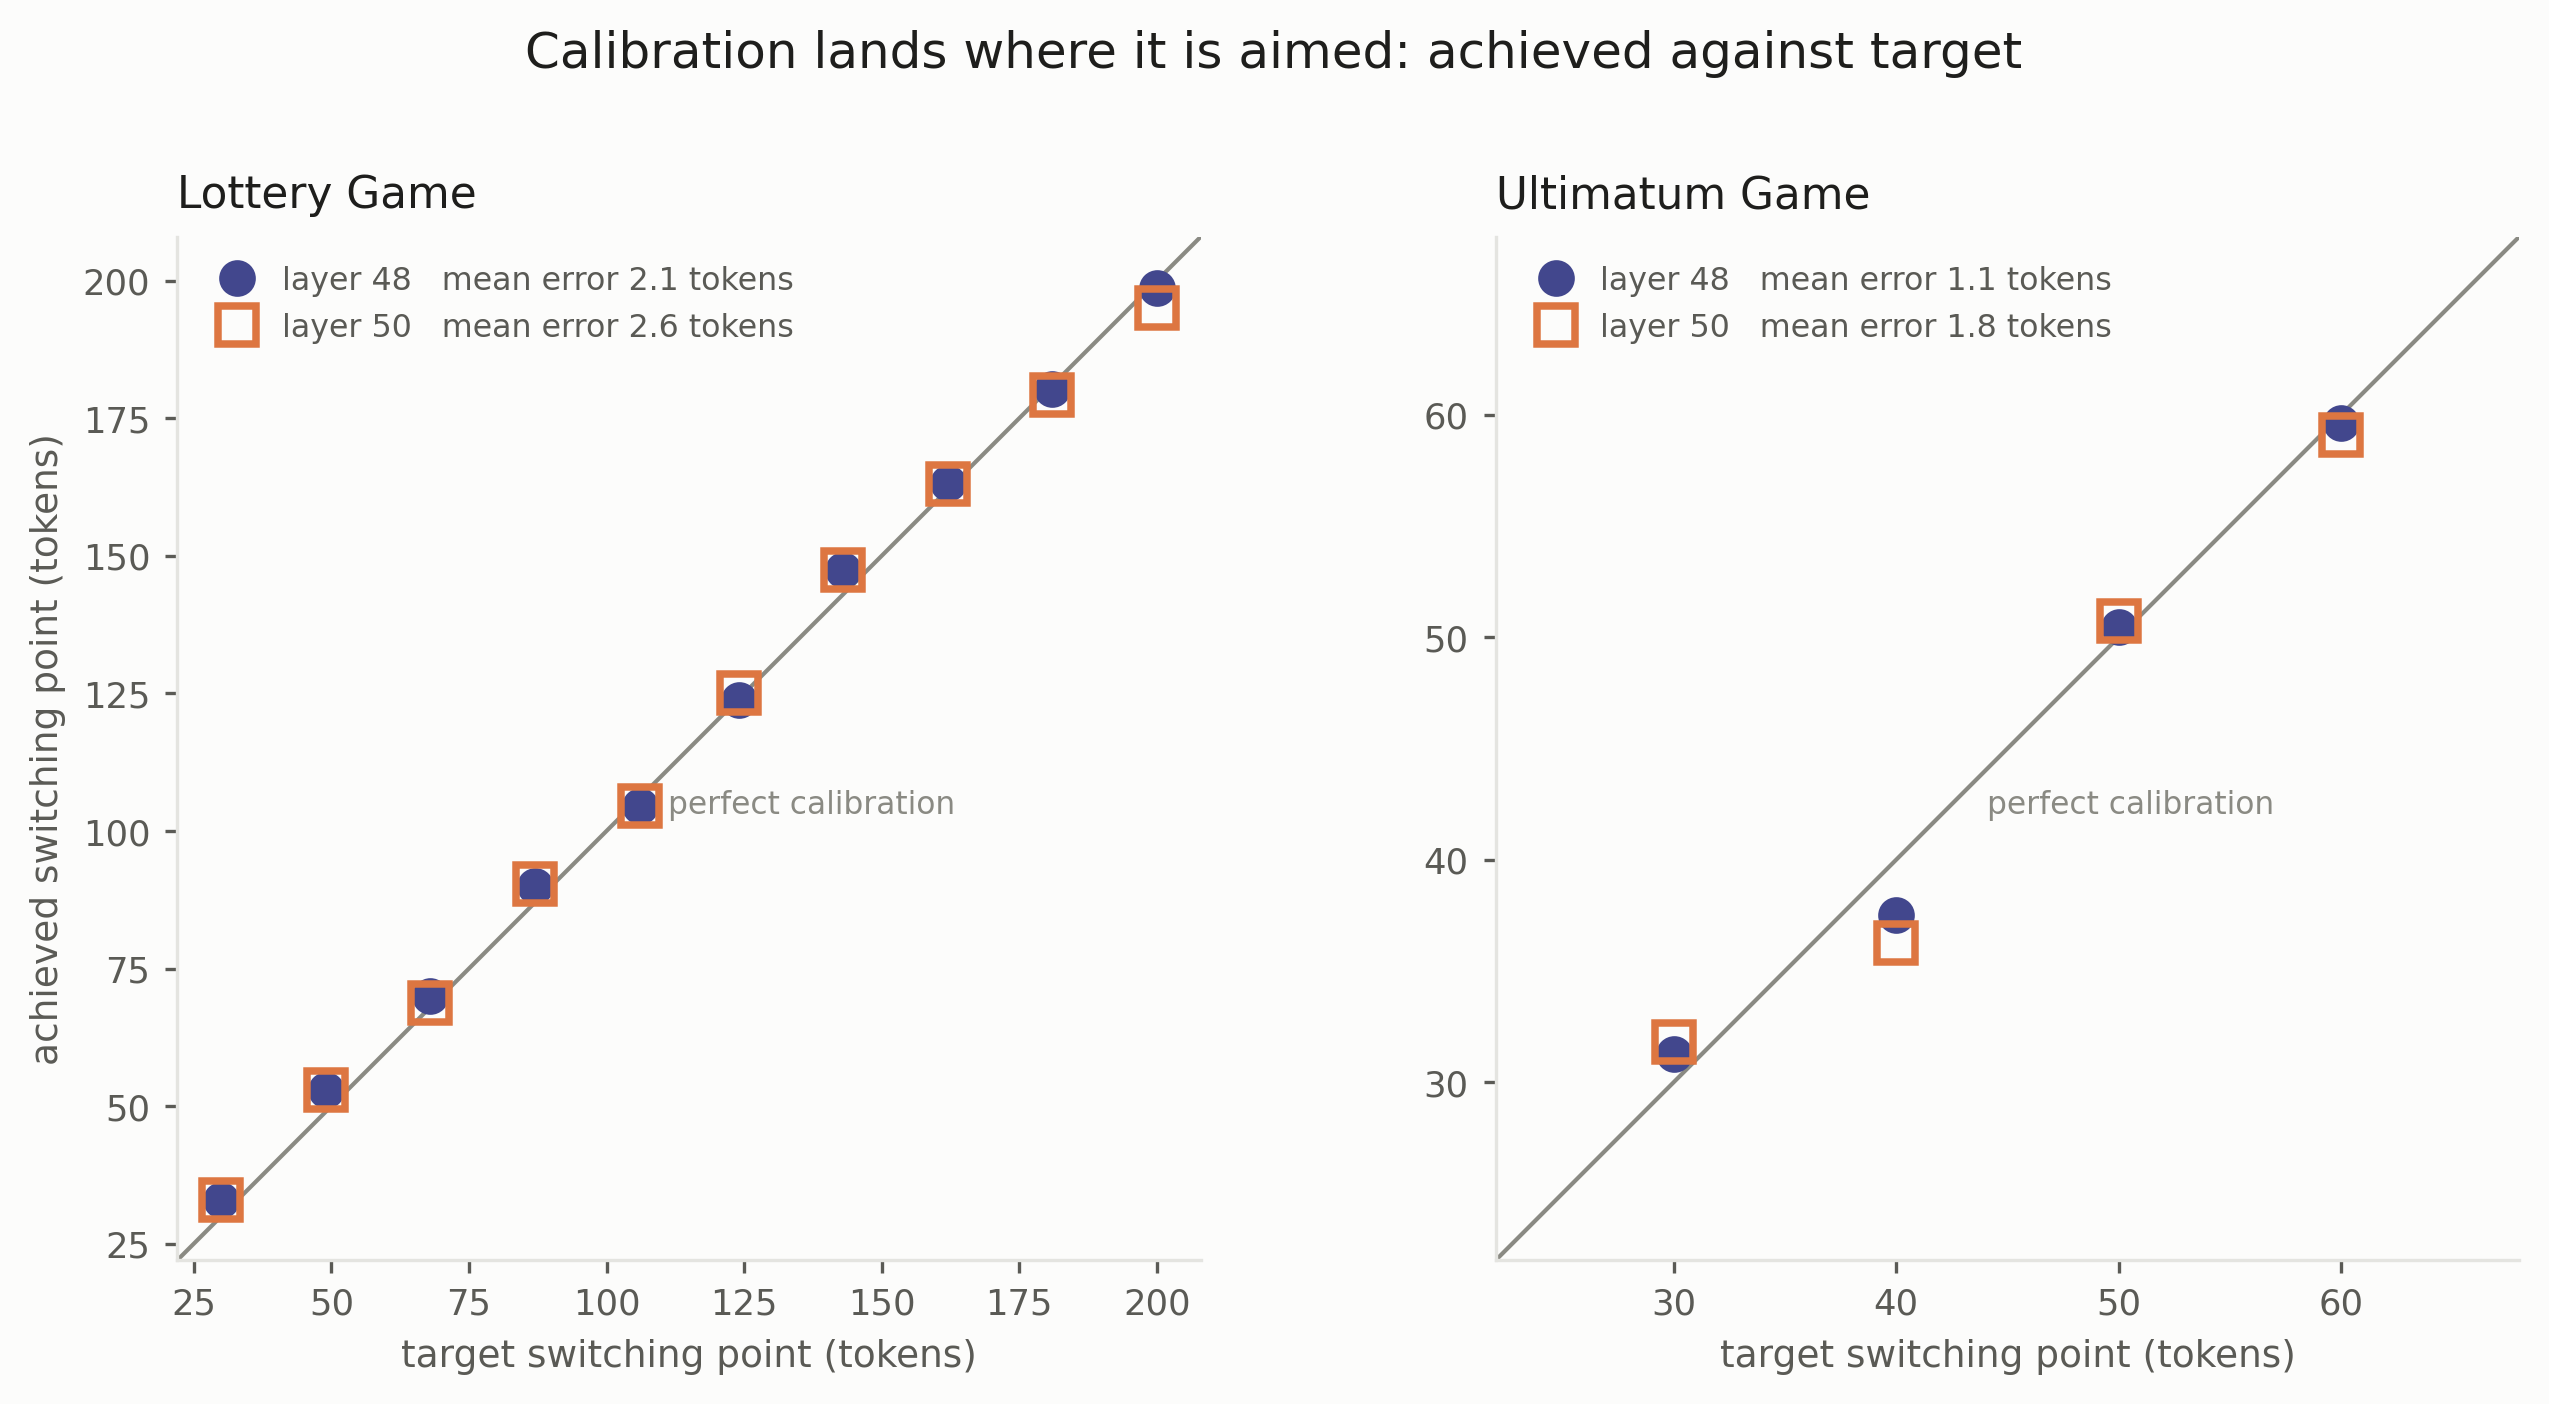 Calibration lands where it is aimed: achieved against target
Lottery Game
layer 48 mean error 2.1 tokens
layer 50 mean error 2.6 tokens
200
175
150
125
100
75
50
25
achieved switching point (tokens)
perfect calibration
25 50 75 100 125 150 175 200
target switching point (tokens)
Ultimatum Game
layer 48 mean error 1.1 tokens
layer 50 mean error 1.8 tokens
60
50
40
30
perfect calibration
30 40 50 60
target switching point (tokens)